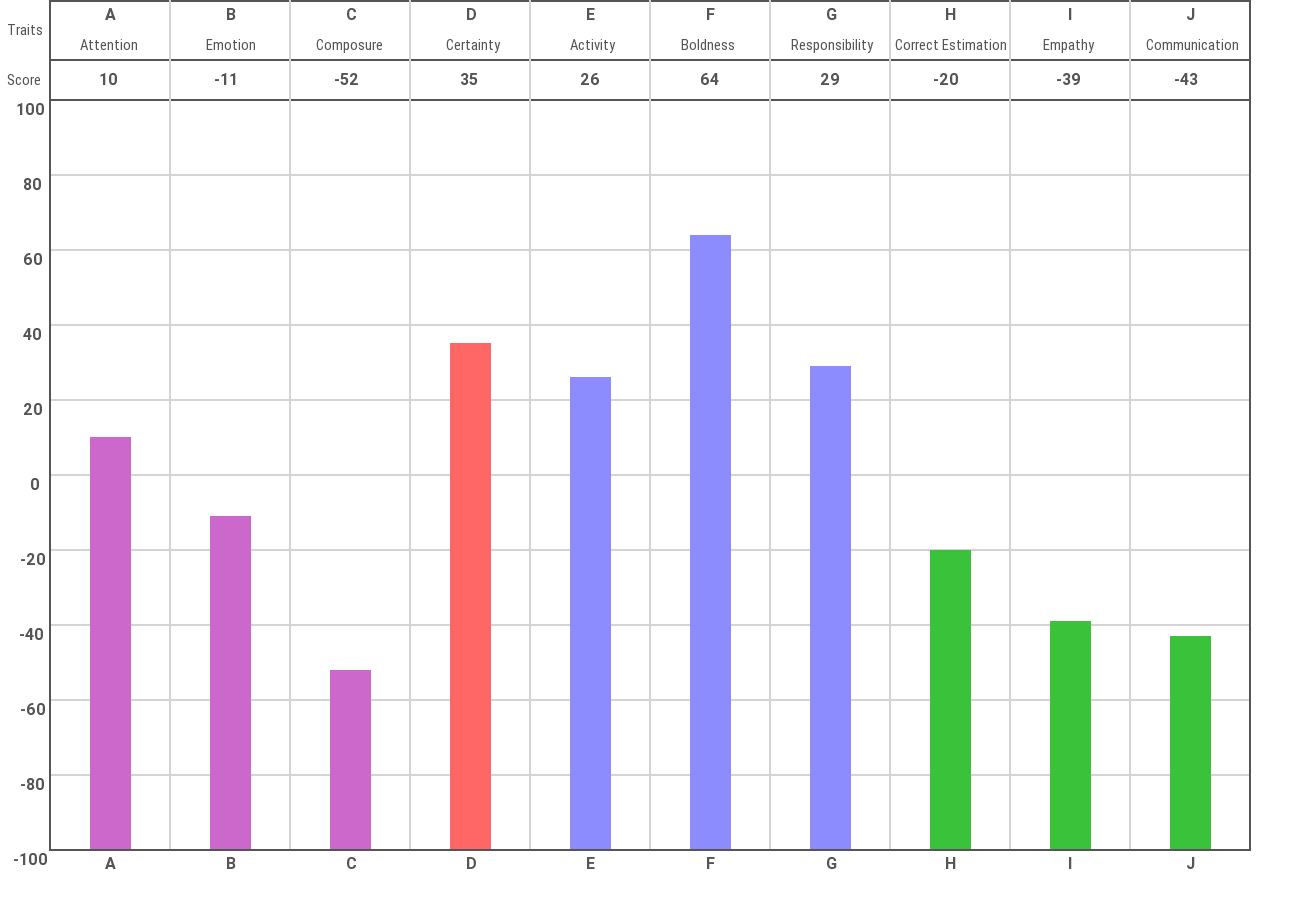 A B C D E F G H I J
Traits
Attention Emotion Composure Certainty Activity Boldness Responsibility Correct Estimation Empathy Communication
Score 10 -11 -52 35 26 64 29 -20 -39 -43
100
80
60
40
20
0
-20
-40
-60
-80
-100
A B C D E F G H I J